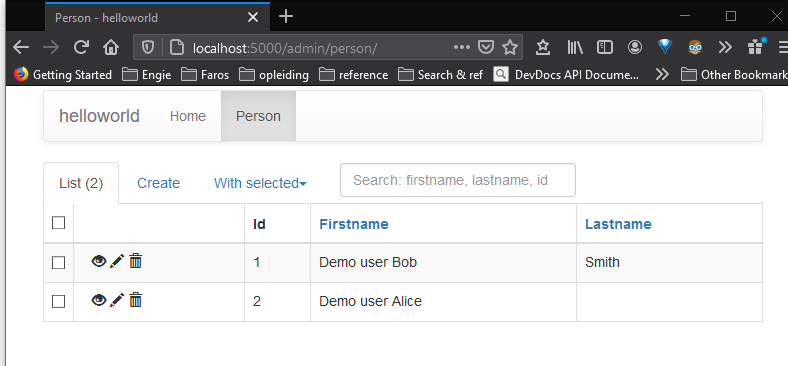 Person - helloworld
localhost:5000/admin/person/
Getting Started Engie Faros opleiding reference Search & ref DevDocs API Docume... Other Bookmark
helloworld Home Person
List (2) Create With selected Search: firstname, lastname, id
Id Firstname Lastname
1 Demo user Bob Smith
2 Demo user Alice